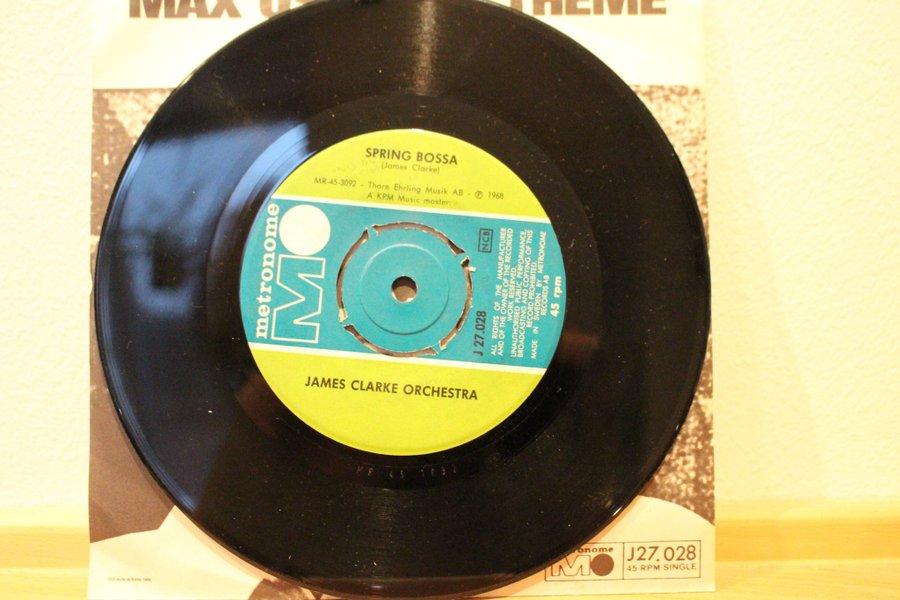 MAX
THEME
SPRING BOSSA
(James Clarke)
MR-45-3092 - Thore Ehrling Musik AB - Ⓟ 1968
A KPM Music master
metronome
M
NCB
ALL RIGHTS OF THE MANUFACTURER
AND OF THE OWNER OF THE RECORDED
WORK RESERVED.
UNAUTHORISED PUBLIC PERFORMANCE,
BROADCASTING AND COPYING OF THIS
RECORD PROHIBITED.
MADE IN SWEDEN BY METRONOME
RECORDS AB
45 rpm
J 27.028
JAMES CLARKE ORCHESTRA
J27.028
45·RPM·SINGLE